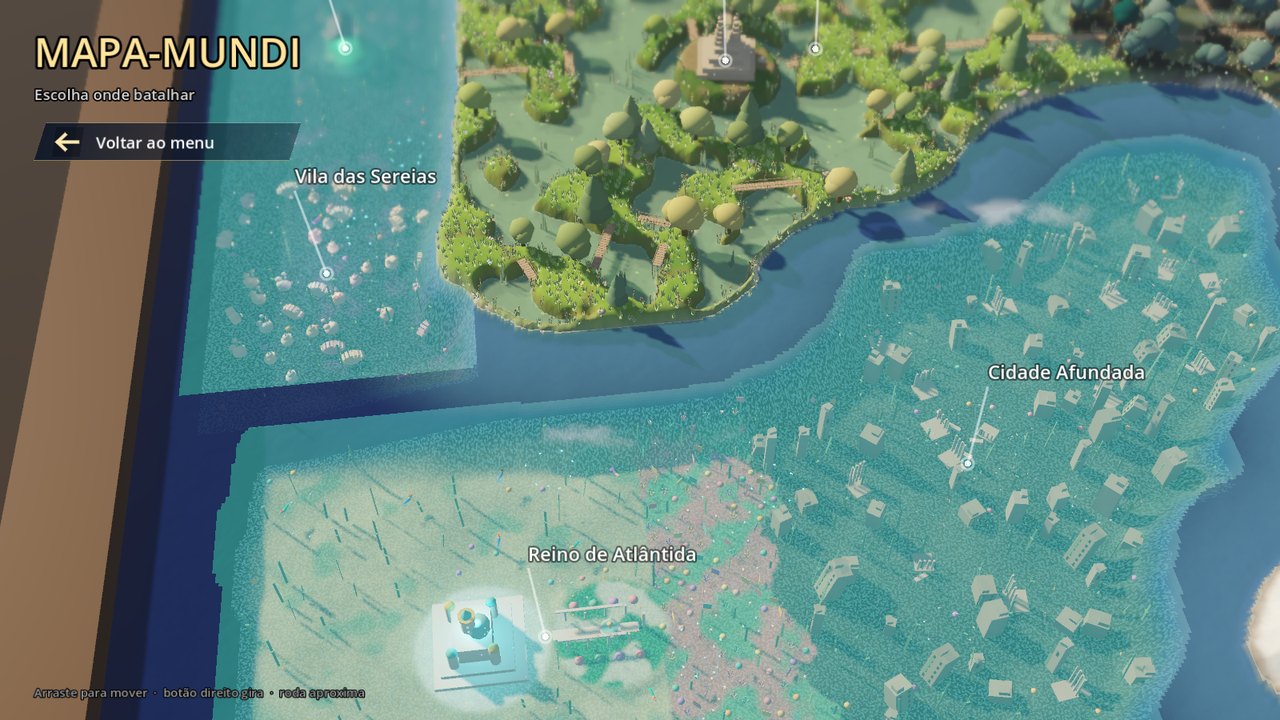 MAPA-MUNDI
Escolha onde batalhar
Voltar ao menu
Vila das Sereias
Cidade Afundada
Reino de Atlântida
Arraste para mover · botão direito gira · roda aproxima